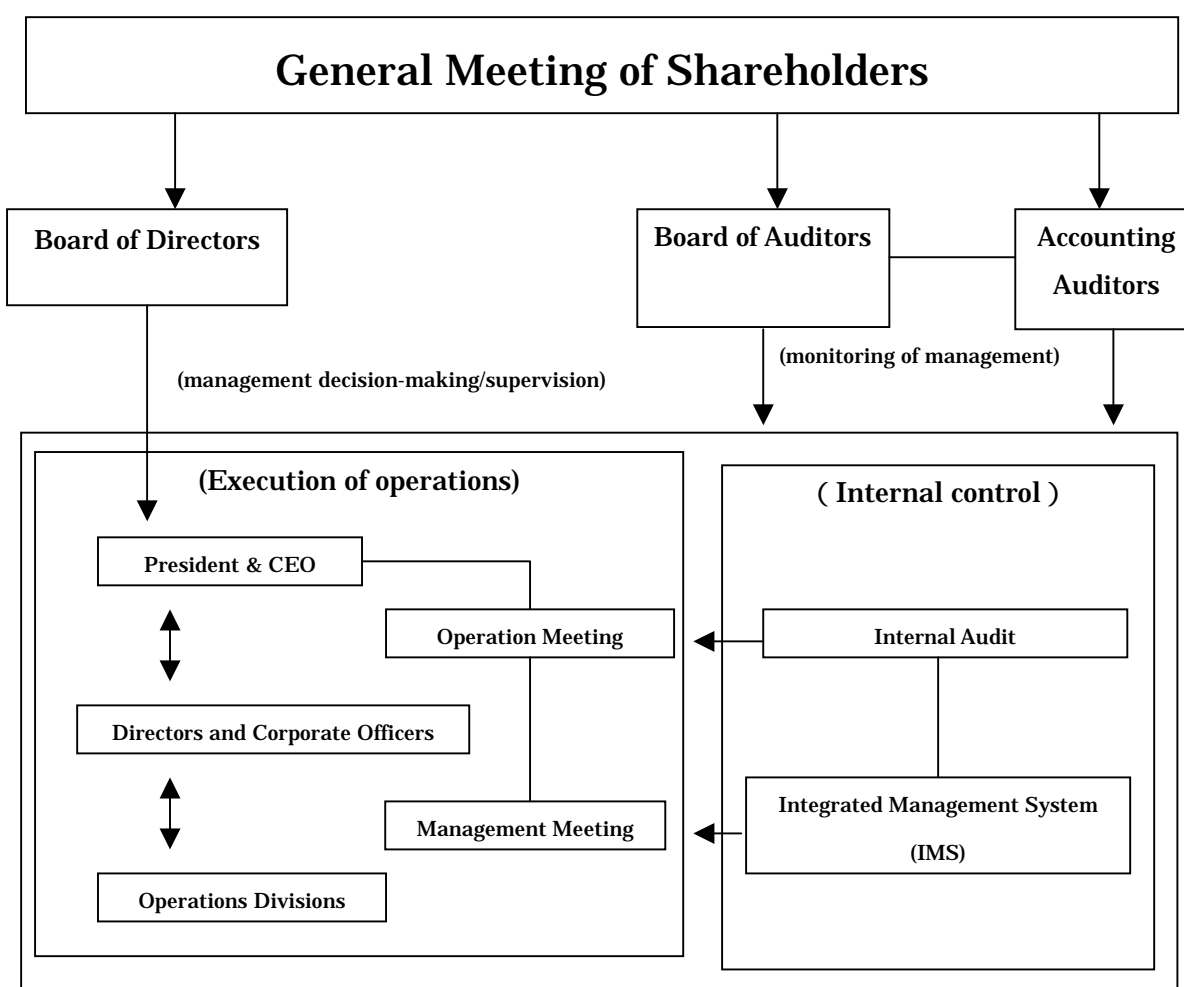 General Meeting of Shareholders
Board of Directors
Board of Auditors
Accounting
Auditors
(monitoring of management)
(management decision-making/supervision)
(Execution of operations)
( Internal control )
President & CEO
Operation Meeting
Internal Audit
Directors and Corporate Officers
Management Meeting
Integrated Management System
(IMS)
Operations Divisions